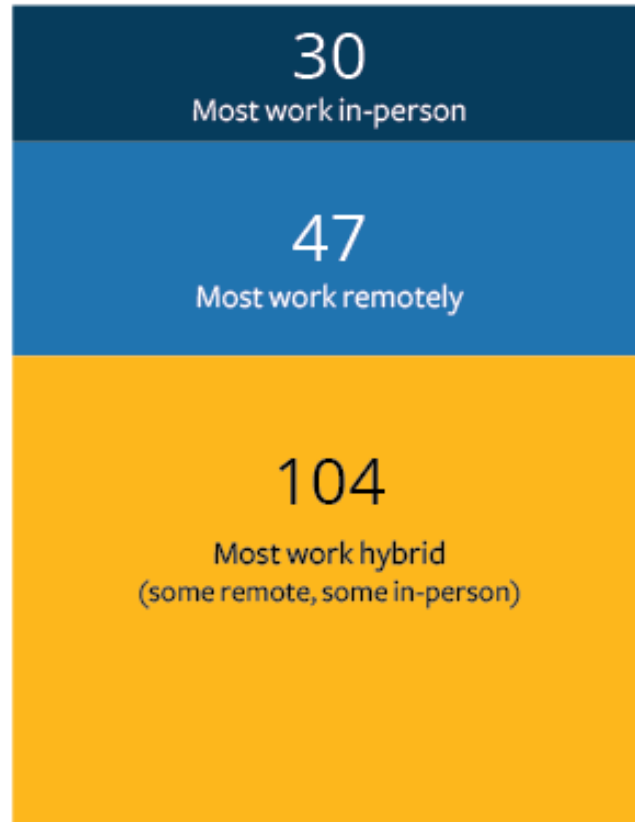 30
Most work in-person
47
Most work remotely
104
Most work hybrid
(some remote, some in-person)